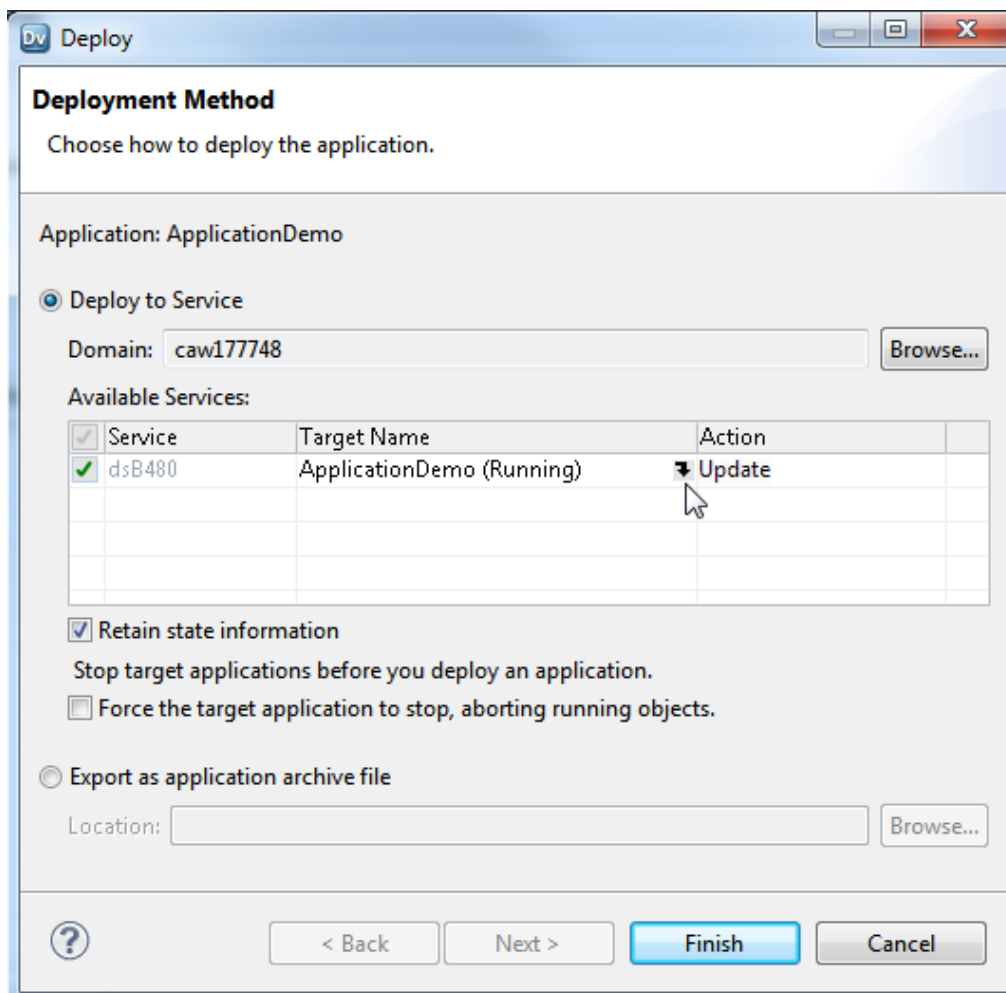 Dv Deploy
Deployment Method
Choose how to deploy the application.
Application: ApplicationDemo
Deploy to Service
Domain: caw177748 Browse...
Available Services:
Service Target Name Action
dsB480 ApplicationDemo (Running) Update
Retain state information
Stop target applications before you deploy an application.
Force the target application to stop, aborting running objects.
Export as application archive file
Location: Browse...
? < Back Next > Finish Cancel